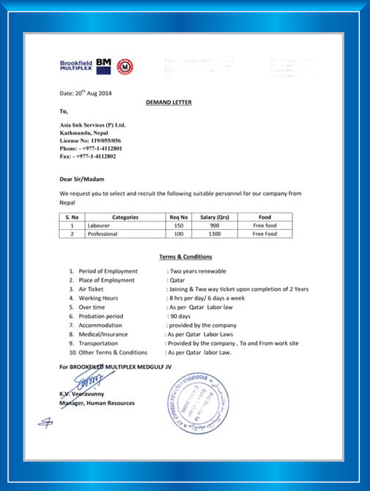 Brookfield
MULTIPLEX
BM
M
Date: 20th Aug 2014
DEMAND LETTER
To,
Asia link Services (P) Ltd.
Kathmandu, Nepal
License No: 119/055/056
Phone: - +977-1-4112801
Fax: - +977-1-4112802
Dear Sir/Madam
We request you to select and recruit the following suitable personnel for our company from
Nepal
S. No Categories Req No Salary (Qrs) Food
1 Labourer 150 900 Free food
2 Professional 100 1300 Free Food
Terms & Conditions
1. Period of Employment : Two years renewable
2. Place of Employment : Qatar
3. Air Ticket : Joining & Two way ticket upon completion of 2 Years
4. Working Hours : 8 hrs per day/ 6 days a week
5. Over time : As per Qatar Labor law
6. Probation period : 90 days
7. Accommodation : provided by the company
8. Medical/Insurance : As per Qatar Labor Laws
9. Transportation : Provided by the company , To and From work site
10. Other Terms & Conditions : As per Qatar labor Law.
For BROOKFIELD MULTIPLEX MEDGULF JV
K.V. Veeravunny
Manager, Human Resources